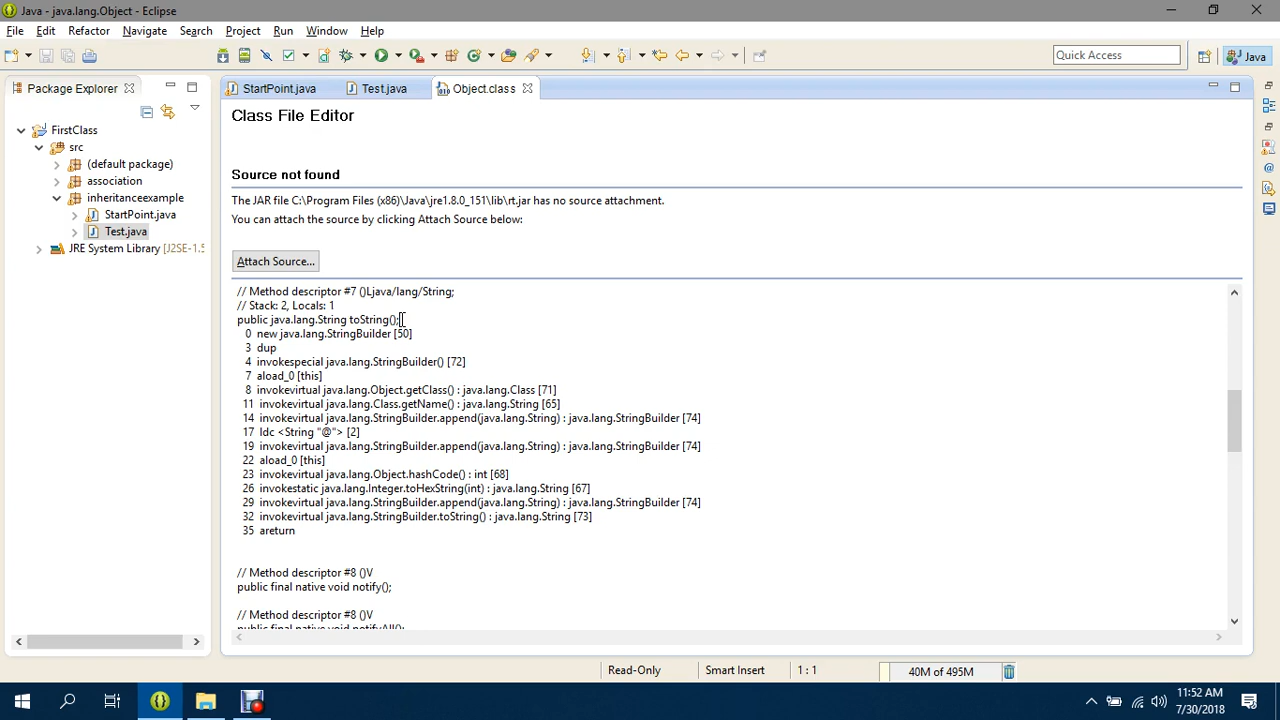 Java - java.lang.Object - Eclipse
File Edit Refactor Navigate Search Project Run Window Help
Quick Access
Java
Package Explorer
StartPoint.java
Test.java
Object.class
Class File Editor
FirstClass
src
(default package)
association
inheritanceexample
StartPoint.java
Test.java
JRE System Library [J2SE-1.5
Source not found
The JAR file C:\Program Files (x86)\Java\jre1.8.0_151\lib\rt.jar has no source attachment.
You can attach the source by clicking Attach Source below:
Attach Source...
// Method descriptor #7 ()Ljava/lang/String;
// Stack: 2, Locals: 1
public java.lang.String toString();
0 new java.lang.StringBuilder [50]
3 dup
4 invokespecial java.lang.StringBuilder() [72]
7 aload_0 [this]
8 invokevirtual java.lang.Object.getClass() : java.lang.Class [71]
11 invokevirtual java.lang.Class.getName() : java.lang.String [65]
14 invokevirtual java.lang.StringBuilder.append(java.lang.String) : java.lang.StringBuilder [74]
17 ldc <String "@"> [2]
19 invokevirtual java.lang.StringBuilder.append(java.lang.String) : java.lang.StringBuilder [74]
22 aload_0 [this]
23 invokevirtual java.lang.Object.hashCode() : int [68]
26 invokestatic java.lang.Integer.toHexString(int) : java.lang.String [67]
29 invokevirtual java.lang.StringBuilder.append(java.lang.String) : java.lang.StringBuilder [74]
32 invokevirtual java.lang.StringBuilder.toString() : java.lang.String [73]
35 areturn
// Method descriptor #8 ()V
public final native void notify();
// Method descriptor #8 ()V
public final native void notifyAll();
Read-Only
Smart Insert
1 : 1
40M of 495M
11:52 AM
7/30/2018